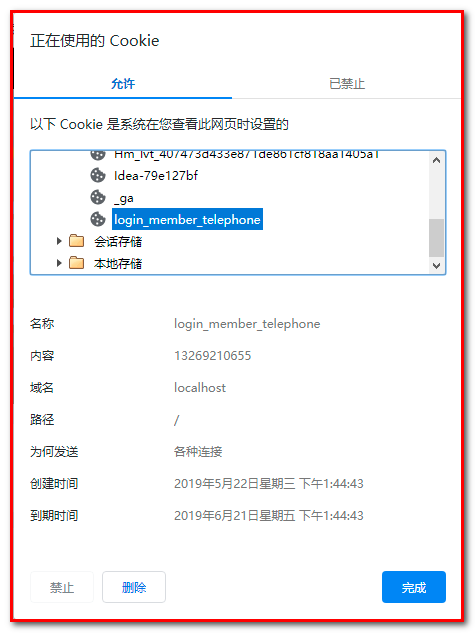 正在使用的 Cookie
允许
已禁止
以下 Cookie 是系统在您查看此网页时设置的
Hm_lvt_407473d433e871de861cf818aa1405a1
Idea-79e127bf
_ga
login_member_telephone
会话存储
本地存储
名称 login_member_telephone
内容 13269210655
域名 localhost
路径 /
为何发送 各种连接
创建时间 2019年5月22日星期三 下午1:44:43
到期时间 2019年6月21日星期五 下午1:44:43
禁止
删除
完成